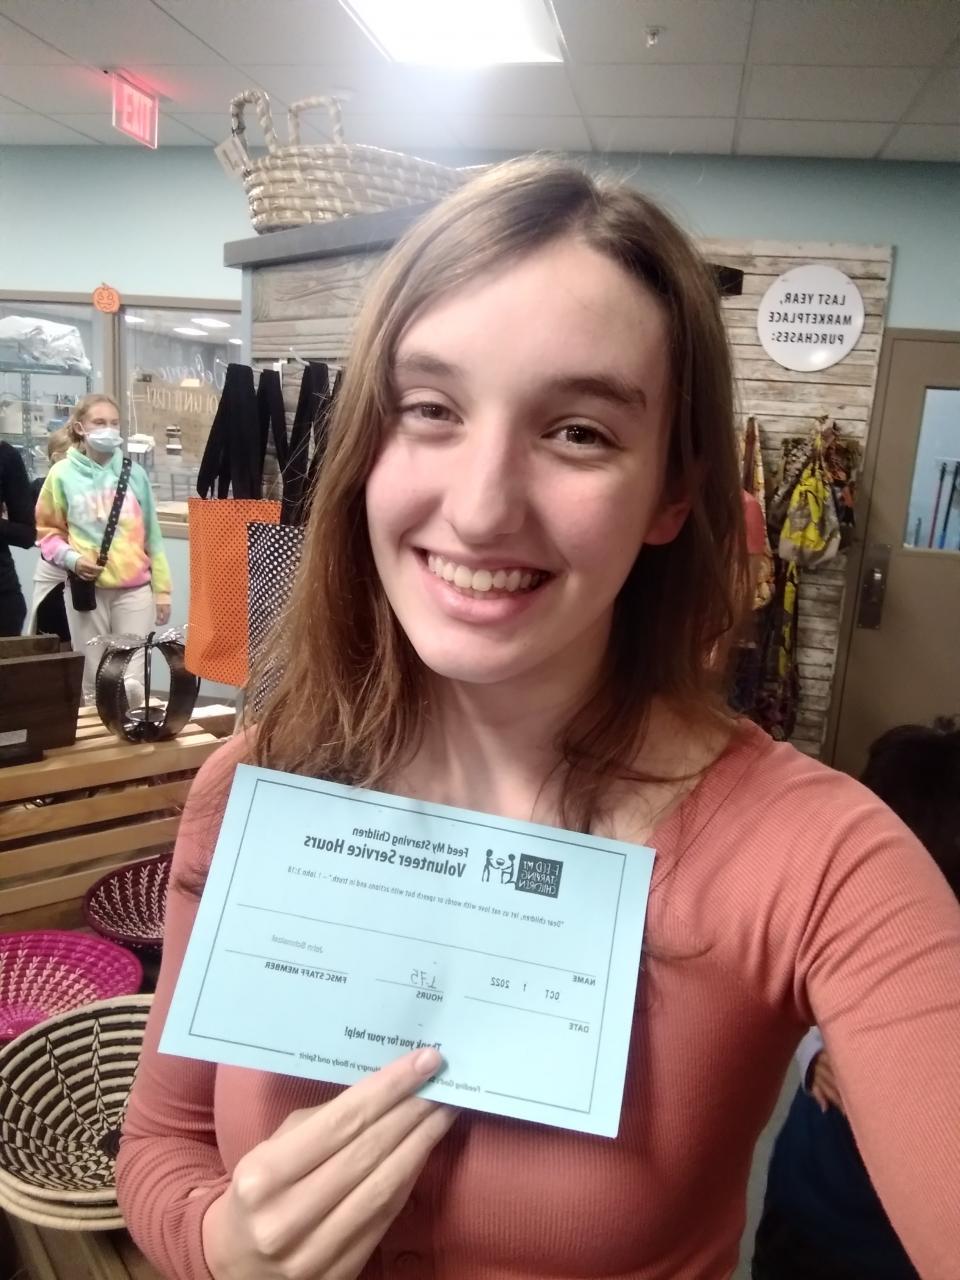 EXIT
LAST YEAR,
MARKETPLACE
PURCHASES:
Welcome
FEED MY
STARVING
CHILDREN
Feed My Starving Children
Volunteer Service Hours
"Dear children, let us not love with words or speech but with actions and in truth." - 1 John 3:18
NAME
OCT 1 2022
1.75
DATE
HOURS
FMSC STAFF MEMBER
Thank you for your help!
Feeding God's
Hungry in Body and Spirit